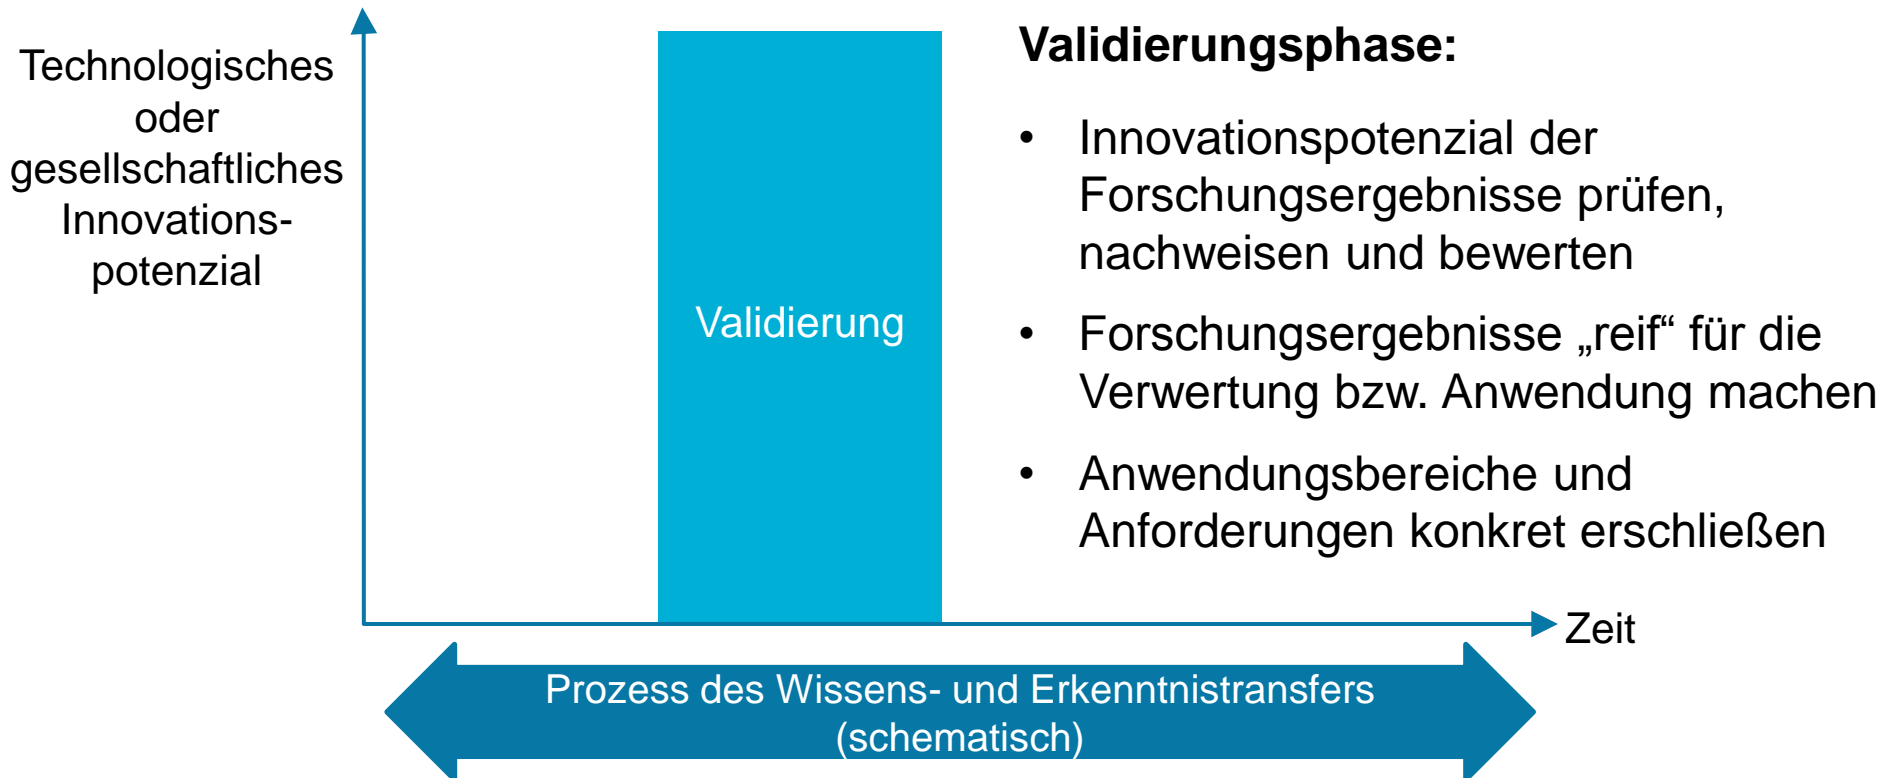 Technologisches
oder
gesellschaftliches
Innovations-
potenzial
Validierung
Validierungsphase:
• Innovationspotenzial der
Forschungsergebnisse prüfen,
nachweisen und bewerten
• Forschungsergebnisse „reif“ für die
Verwertung bzw. Anwendung machen
• Anwendungsbereiche und
Anforderungen konkret erschließen
Zeit
Prozess des Wissens- und Erkenntnistransfers
(schematisch)